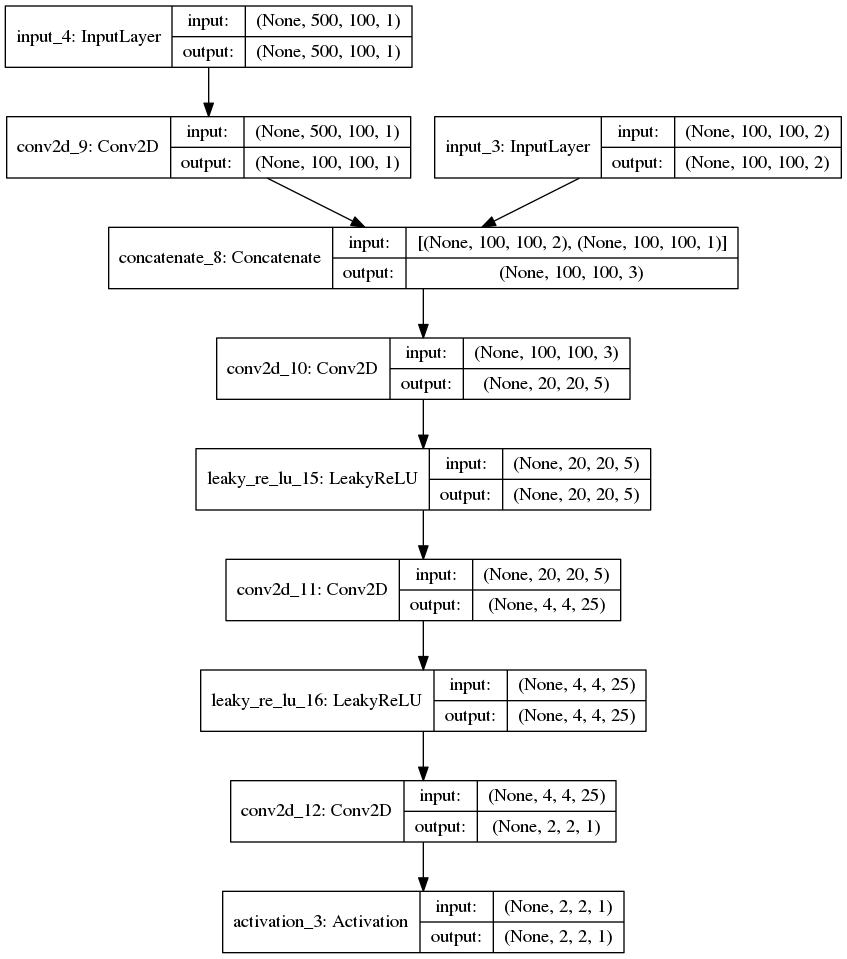 input_4: InputLayer
input:
(None, 500, 100, 1)
output:
(None, 500, 100, 1)
conv2d_9: Conv2D
input:
(None, 500, 100, 1)
output:
(None, 100, 100, 1)
input_3: InputLayer
input:
(None, 100, 100, 2)
output:
(None, 100, 100, 2)
concatenate_8: Concatenate
input:
[(None, 100, 100, 2), (None, 100, 100, 1)]
output:
(None, 100, 100, 3)
conv2d_10: Conv2D
input:
(None, 100, 100, 3)
output:
(None, 20, 20, 5)
leaky_re_lu_15: LeakyReLU
input:
(None, 20, 20, 5)
output:
(None, 20, 20, 5)
conv2d_11: Conv2D
input:
(None, 20, 20, 5)
output:
(None, 4, 4, 25)
leaky_re_lu_16: LeakyReLU
input:
(None, 4, 4, 25)
output:
(None, 4, 4, 25)
conv2d_12: Conv2D
input:
(None, 4, 4, 25)
output:
(None, 2, 2, 1)
activation_3: Activation
input:
(None, 2, 2, 1)
output:
(None, 2, 2, 1)